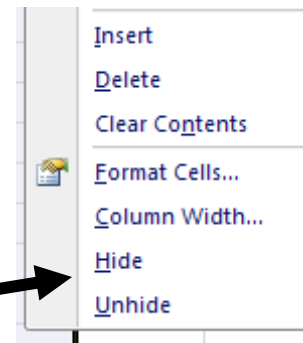 Insert
Delete
Clear Contents
Format Cells...
Column Width...
Hide
Unhide